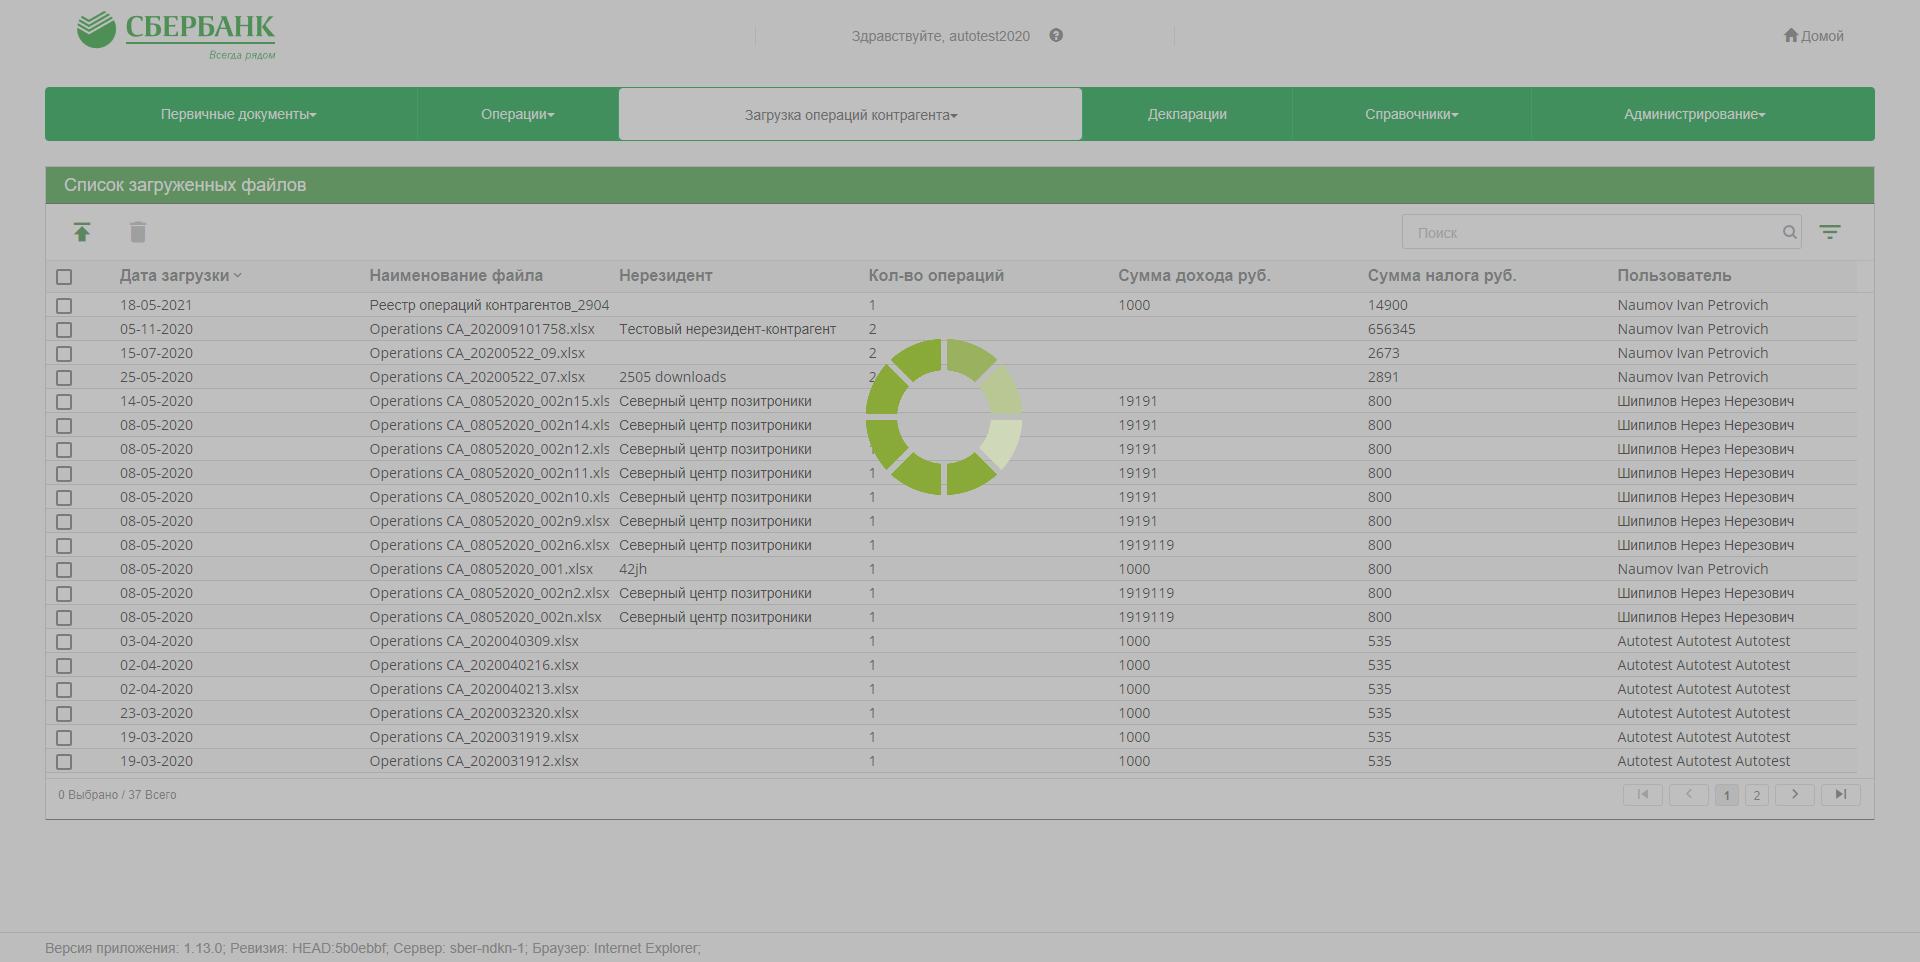 СБЕРБАНК
Всегда рядом
Здравствуйте, autotest2020
Домой
Первичные документы Операции Загрузка операций контрагента Декларации Справочники Администрирование
Список загруженных файлов
Поиск
Дата загрузки Наименование файла Нерезидент Кол-во операций Сумма дохода руб. Сумма налога руб. Пользователь
18-05-2021 Реестр операций контрагентов_2904 1 1000 14900 Naumov Ivan Petrovich
05-11-2020 Operations CA_202009101758.xlsx Тестовый нерезидент-контрагент 2 656345 Naumov Ivan Petrovich
15-07-2020 Operations CA_20200522_09.xlsx 2 2673 Naumov Ivan Petrovich
25-05-2020 Operations CA_20200522_07.xlsx 2505 downloads 2 2891 Naumov Ivan Petrovich
14-05-2020 Operations CA_08052020_002n15.xls Северный центр позитроники 19191 800 Шипилов Нерез Нерезович
08-05-2020 Operations CA_08052020_002n14.xls Северный центр позитроники 19191 800 Шипилов Нерез Нерезович
08-05-2020 Operations CA_08052020_002n12.xls Северный центр позитроники 19191 800 Шипилов Нерез Нерезович
08-05-2020 Operations CA_08052020_002n11.xls Северный центр позитроники 1 19191 800 Шипилов Нерез Нерезович
08-05-2020 Operations CA_08052020_002n10.xls Северный центр позитроники 1 19191 800 Шипилов Нерез Нерезович
08-05-2020 Operations CA_08052020_002n9.xlsx Северный центр позитроники 1 19191 800 Шипилов Нерез Нерезович
08-05-2020 Operations CA_08052020_002n6.xlsx Северный центр позитроники 1 1919119 800 Шипилов Нерез Нерезович
08-05-2020 Operations CA_08052020_001.xlsx 42jh 1 1000 800 Naumov Ivan Petrovich
08-05-2020 Operations CA_08052020_002n2.xlsx Северный центр позитроники 1 1919119 800 Шипилов Нерез Нерезович
08-05-2020 Operations CA_08052020_002n.xlsx Северный центр позитроники 1 1919119 800 Шипилов Нерез Нерезович
03-04-2020 Operations CA_2020040309.xlsx 1 1000 535 Autotest Autotest Autotest
02-04-2020 Operations CA_2020040216.xlsx 1 1000 535 Autotest Autotest Autotest
02-04-2020 Operations CA_2020040213.xlsx 1 1000 535 Autotest Autotest Autotest
23-03-2020 Operations CA_2020032320.xlsx 1 1000 535 Autotest Autotest Autotest
19-03-2020 Operations CA_2020031919.xlsx 1 1000 535 Autotest Autotest Autotest
19-03-2020 Operations CA_2020031912.xlsx 1 1000 535 Autotest Autotest Autotest
0 Выбрано / 37 Всего
1 2
Версия приложения: 1.13.0; Ревизия: HEAD:5b0ebbf; Сервер: sber-ndkn-1; Браузер: Internet Explorer;